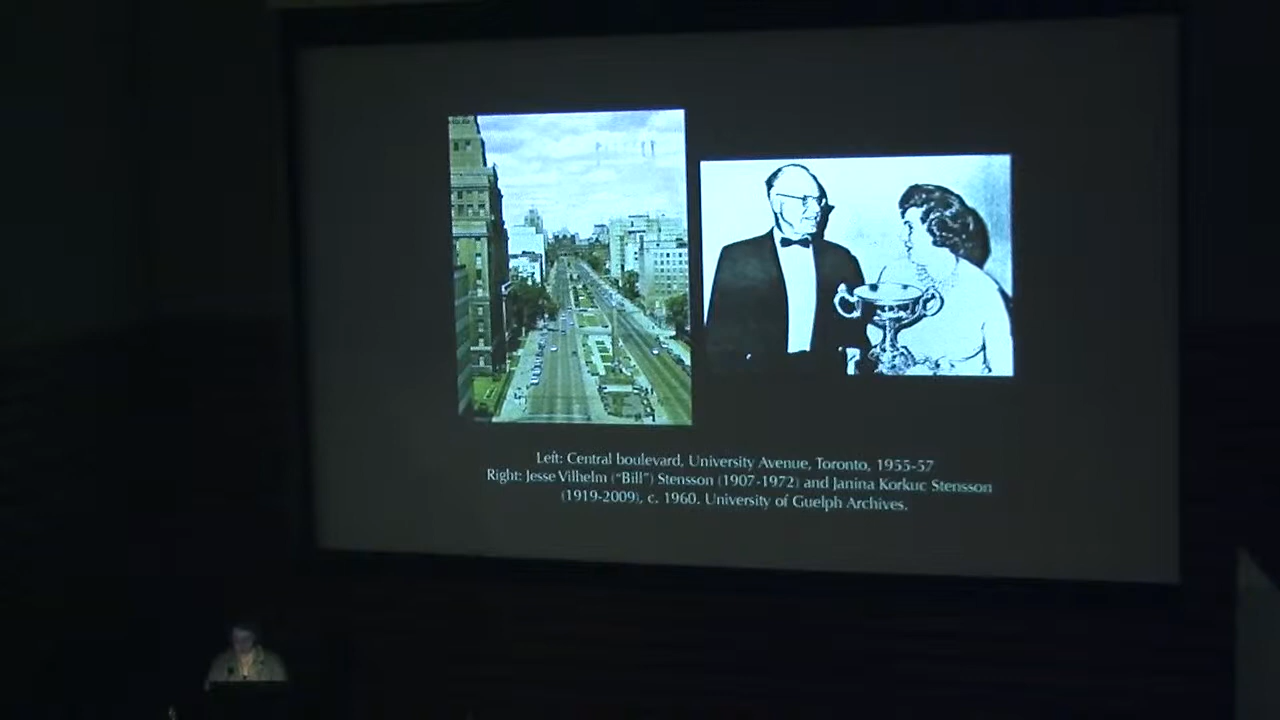 Left: Central boulevard, University Avenue, Toronto, 1955-57
Right: Jesse Vilhelm ("Bill") Stensson (1907-1972) and Janina Korkuc Stensson
(1919-2009), c. 1960. University of Guelph Archives.